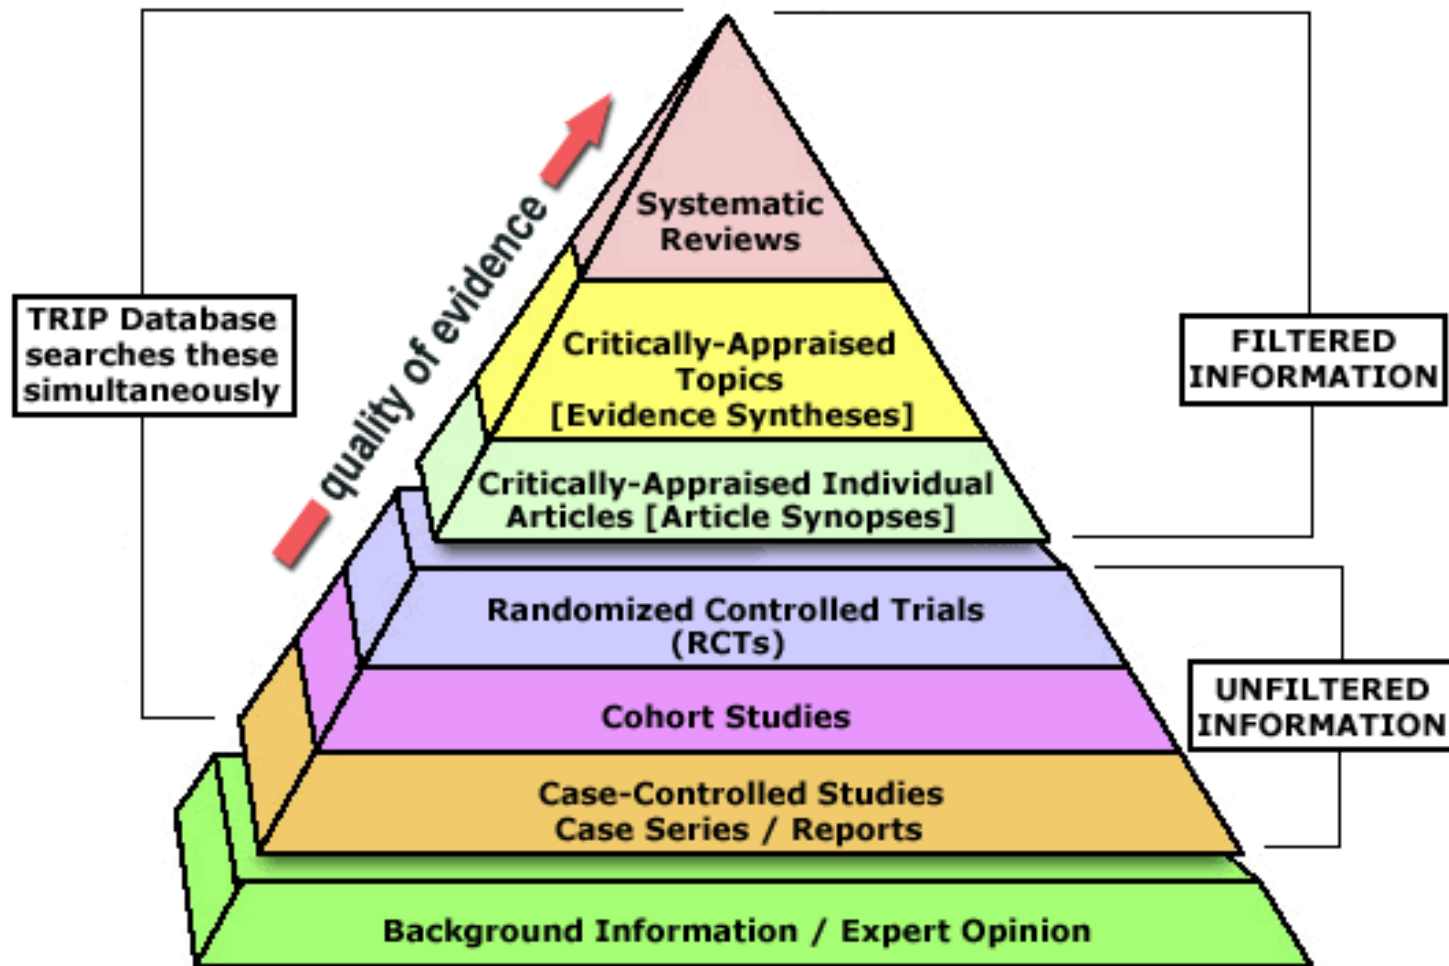 Systematic
Reviews
quality of evidence
TRIP Database
searches these
simultaneously
FILTERED
INFORMATION
Critically-Appraised
Topics
[Evidence Syntheses]
Critically-Appraised Individual
Articles [Article Synopses]
Randomized Controlled Trials
(RCTs)
UNFILTERED
INFORMATION
Cohort Studies
Case-Controlled Studies
Case Series / Reports
Background Information / Expert Opinion